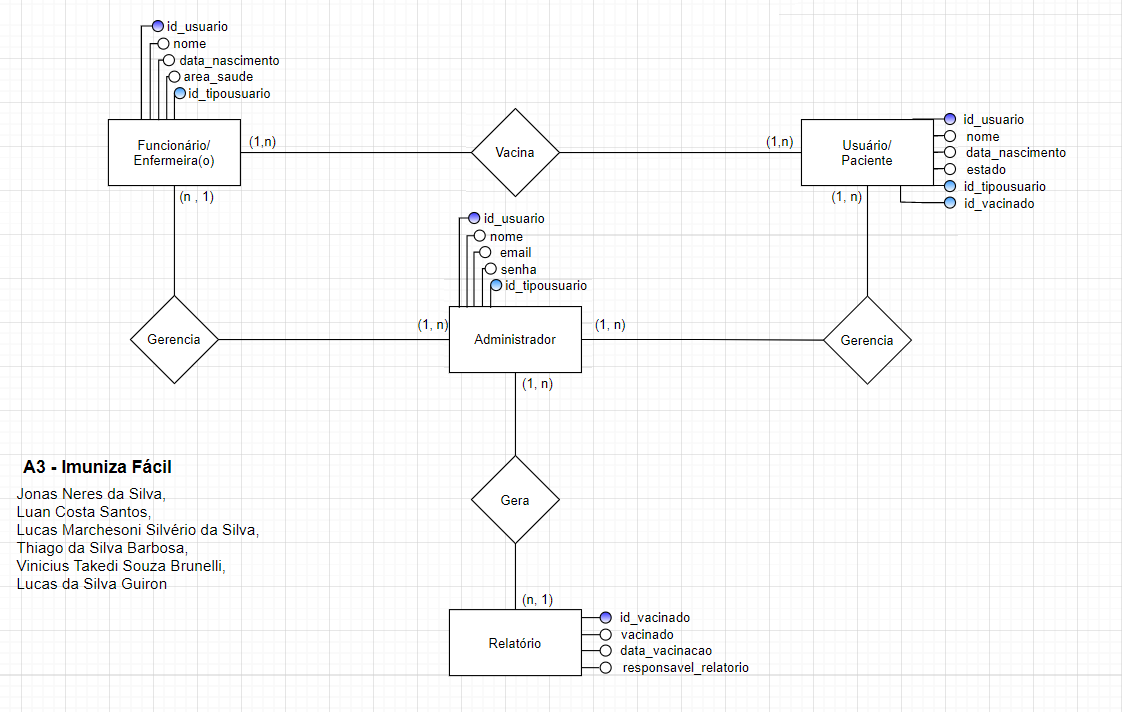 id_usuario
nome
data_nascimento
area_saude
id_tipousuario
Funcionário/
Enfermeira(o)
(1,n)
(n , 1)
Vacina
(1,n)
Usuário/
Paciente
(1, n)
id_usuario
nome
data_nascimento
estado
id_tipousuario
id_vacinado
id_usuario
nome
email
senha
id_tipousuario
Gerencia
(1, n)
Administrador
(1, n)
Gerencia
(1, n)
A3 - Imuniza Fácil
Jonas Neres da Silva,
Luan Costa Santos,
Lucas Marchesoni Silvério da Silva,
Thiago da Silva Barbosa,
Vinicius Takedi Souza Brunelli,
Lucas da Silva Guiron
Gera
(n, 1)
Relatório
id_vacinado
vacinado
data_vacinacao
responsavel_relatorio